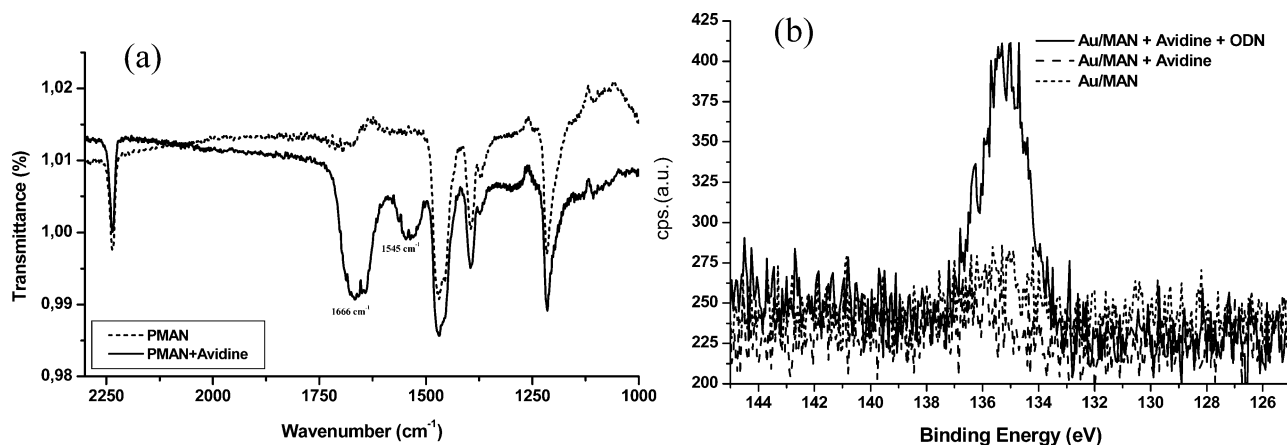 (a)
Transmittance (%)
1,02
1,01
1,00
0,99
0,98
1545 cm-1
1666 cm-1
PMAN
PMAN+Avidine
2250 2000 1750 1500 1250 1000
Wavenumber (cm-1)
(b)
cps.(a.u.)
425
400
375
350
325
300
275
250
225
200
Au/MAN + Avidine + ODN
Au/MAN + Avidine
Au/MAN
144 142 140 138 136 134 132 130 128 126
Binding Energy (eV)